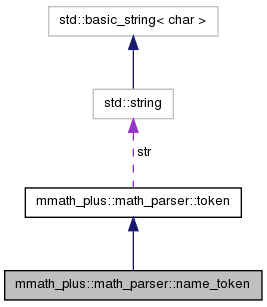 std::basic_string< char >
std::string
str
mmath_plus::math_parser::token
mmath_plus::math_parser::name_token